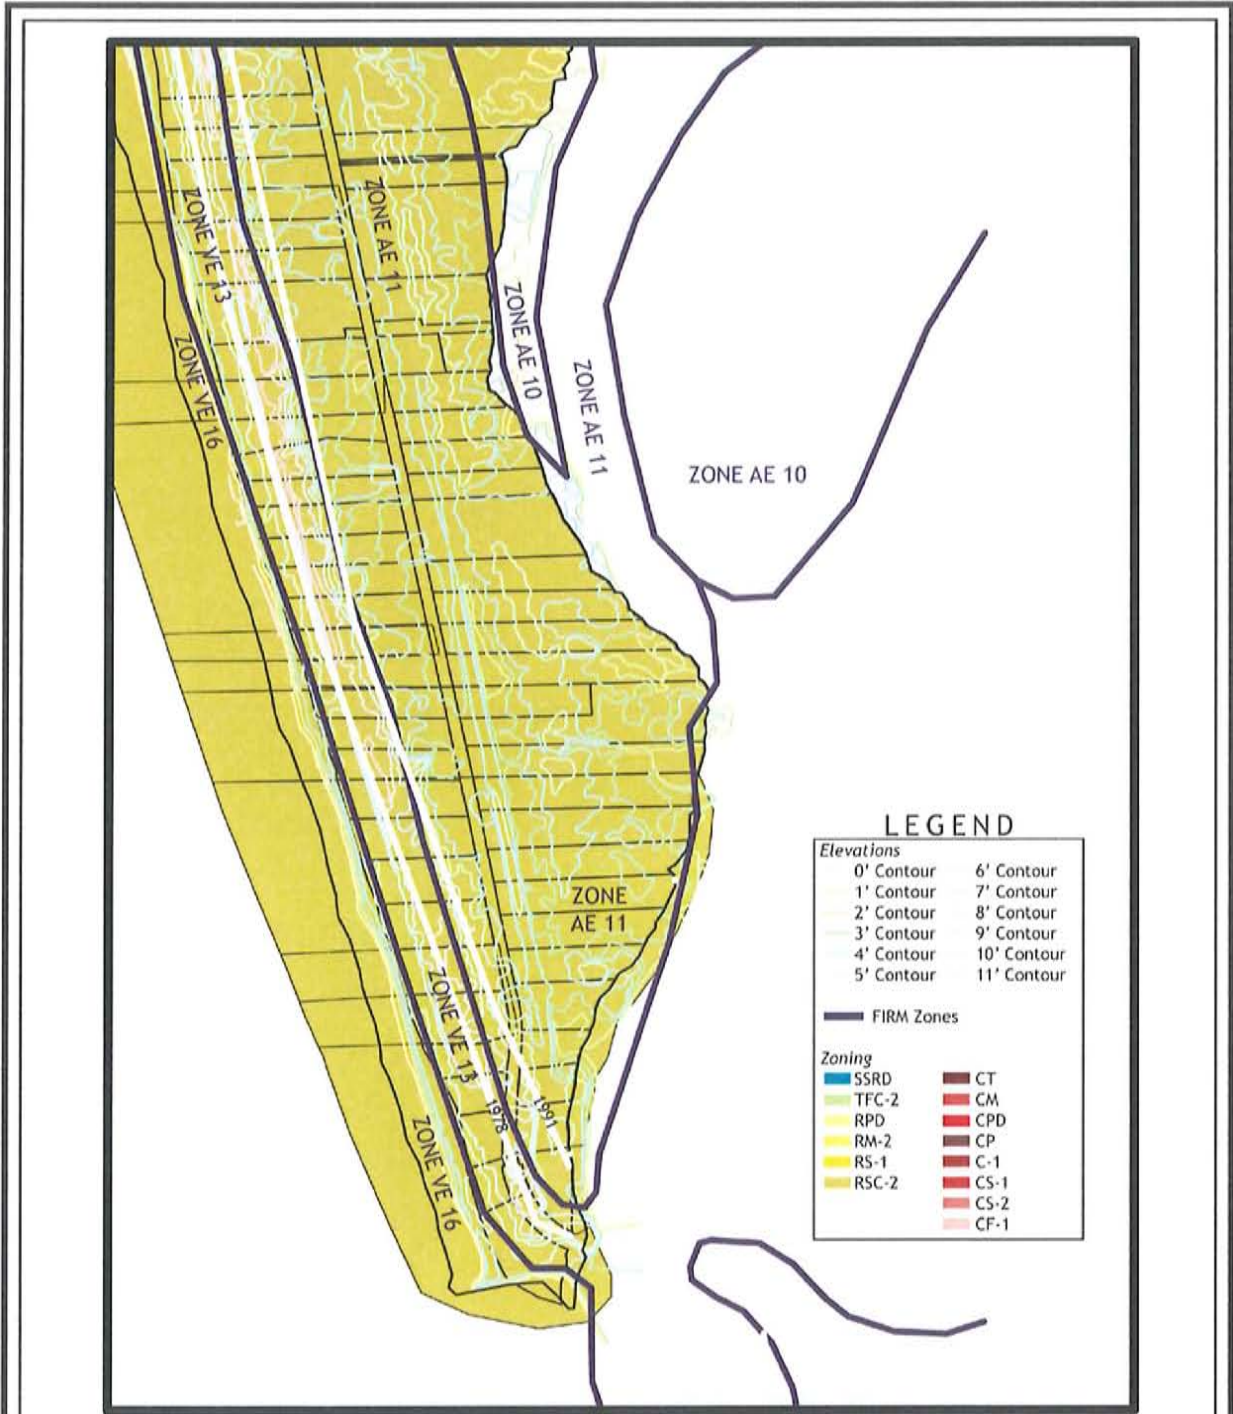 ZONE VE 13
ZONE AE 11
ZONE VE 16
ZONE AE 10
ZONE AE 11
ZONE AE 10
ZONE
AE 11
ZONE VE 13
1978
1991
ZONE VE 16
LEGEND
Elevations
0' Contour 6' Contour
1' Contour 7' Contour
2' Contour 8' Contour
3' Contour 9' Contour
4' Contour 10' Contour
5' Contour 11' Contour
FIRM Zones
Zoning
SSRD CT
TFC-2 CM
RPD CPD
RM-2 CP
RS-1 C-1
RSC-2 CS-1
CS-2
CF-1